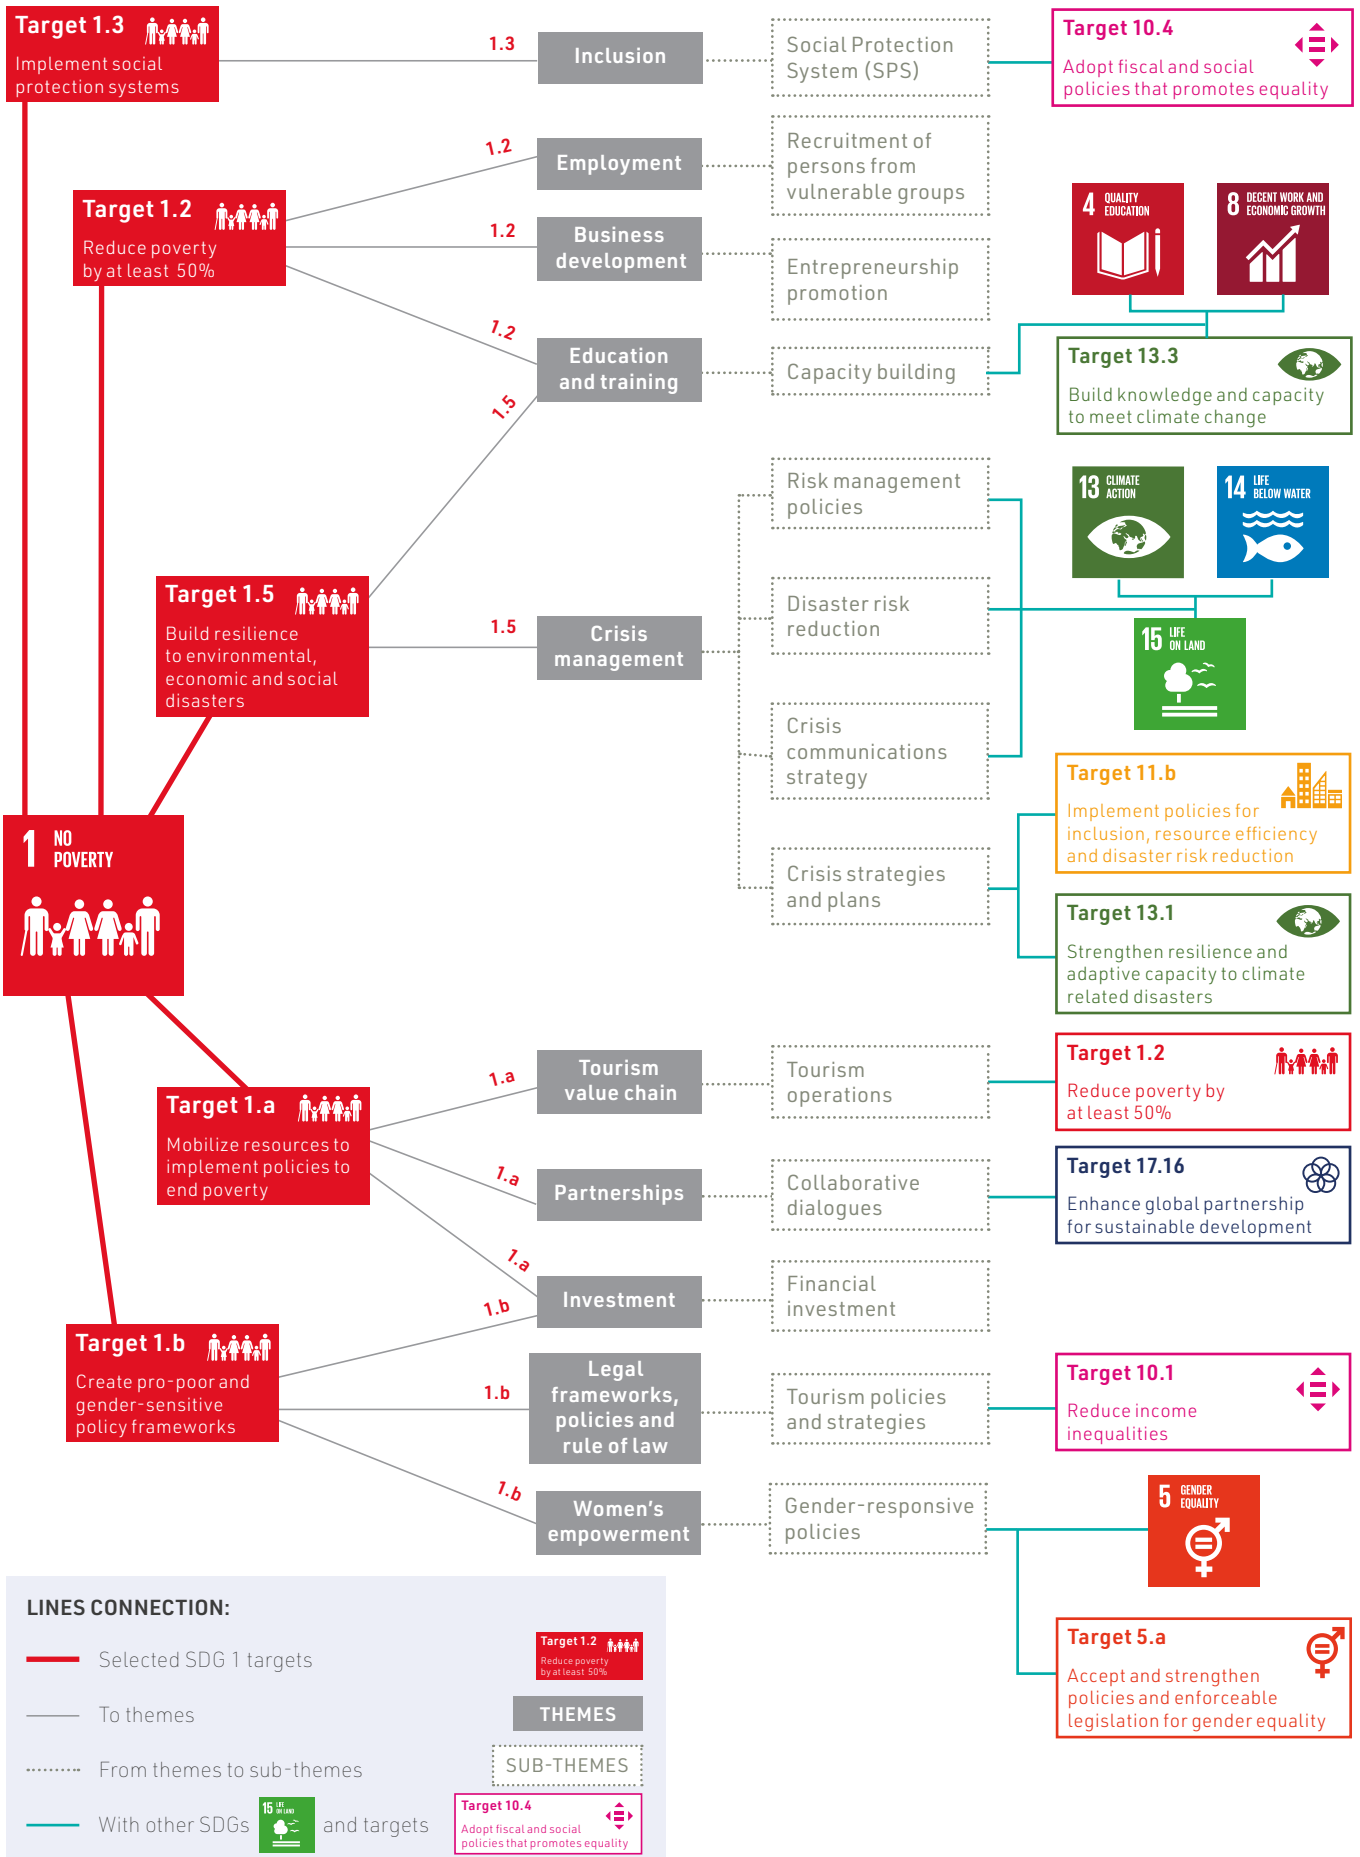 Target 1.3
Implement social
protection systems
1.3
Inclusion
Social Protection
System (SPS)
Target 10.4
Adopt fiscal and social
policies that promotes equality
Target 1.2
Reduce poverty
by at least 50%
1.2
Employment
Recruitment of
persons from
vulnerable groups
1.2
Business
development
Entrepreneurship
promotion
4 QUALITY
EDUCATION
8 DECENT WORK AND
ECONOMIC GROWTH
1.2
Education
and training
Capacity building
Target 13.3
Build knowledge and capacity
to meet climate change
1.5
Target 1.5
Build resilience
to environmental,
economic and social
disasters
1.5
Crisis
management
Risk management
policies
Disaster risk
reduction
Crisis
communications
strategy
Crisis strategies
and plans
13 CLIMATE
ACTION
14 LIFE
BELOW WATER
15 LIFE
ON LAND
Target 11.b
Implement policies for
inclusion, resource efficiency
and disaster risk reduction
Target 13.1
Strengthen resilience and
adaptive capacity to climate
related disasters
1 NO
POVERTY
Target 1.a
Mobilize resources to
implement policies to
end poverty
1.a
Tourism
value chain
Tourism
operations
Target 1.2
Reduce poverty by
at least 50%
1.a
Partnerships
Collaborative
dialogues
Target 17.16
Enhance global partnership
for sustainable development
1.a
1.b
Investment
Financial
investment
Target 1.b
Create pro-poor and
gender-sensitive
policy frameworks
1.b
Legal
frameworks,
policies and
rule of law
Tourism policies
and strategies
Target 10.1
Reduce income
inequalities
1.b
Women's
empowerment
Gender-responsive
policies
5 GENDER
EQUALITY
Target 5.a
Accept and strengthen
policies and enforceable
legislation for gender equality
LINES CONNECTION:
Selected SDG 1 targets
Target 1.2
Reduce poverty
by at least 50%
To themes
THEMES
From themes to sub-themes
SUB-THEMES
With other SDGs
15 LIFE
ON LAND
and targets
Target 10.4
Adopt fiscal and social
policies that promotes equality